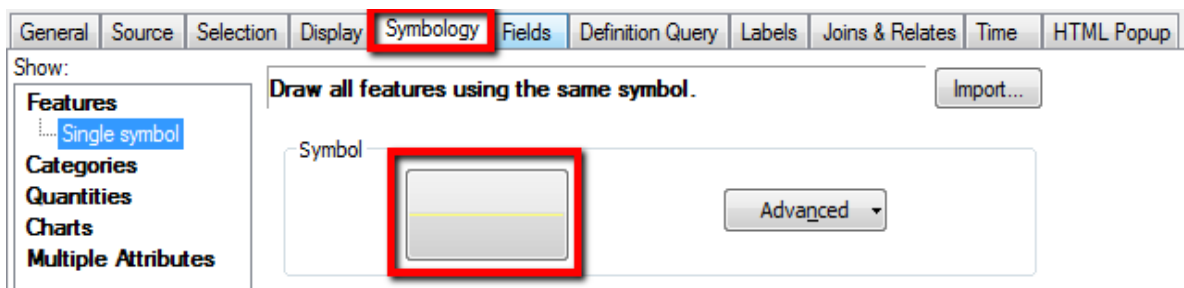 General Source Selection Display Symbology Fields Definition Query Labels Joins & Relates Time HTML Popup
Show:
Features
Single symbol
Categories
Quantities
Charts
Multiple Attributes
Draw all features using the same symbol.
Import...
Symbol
Advanced